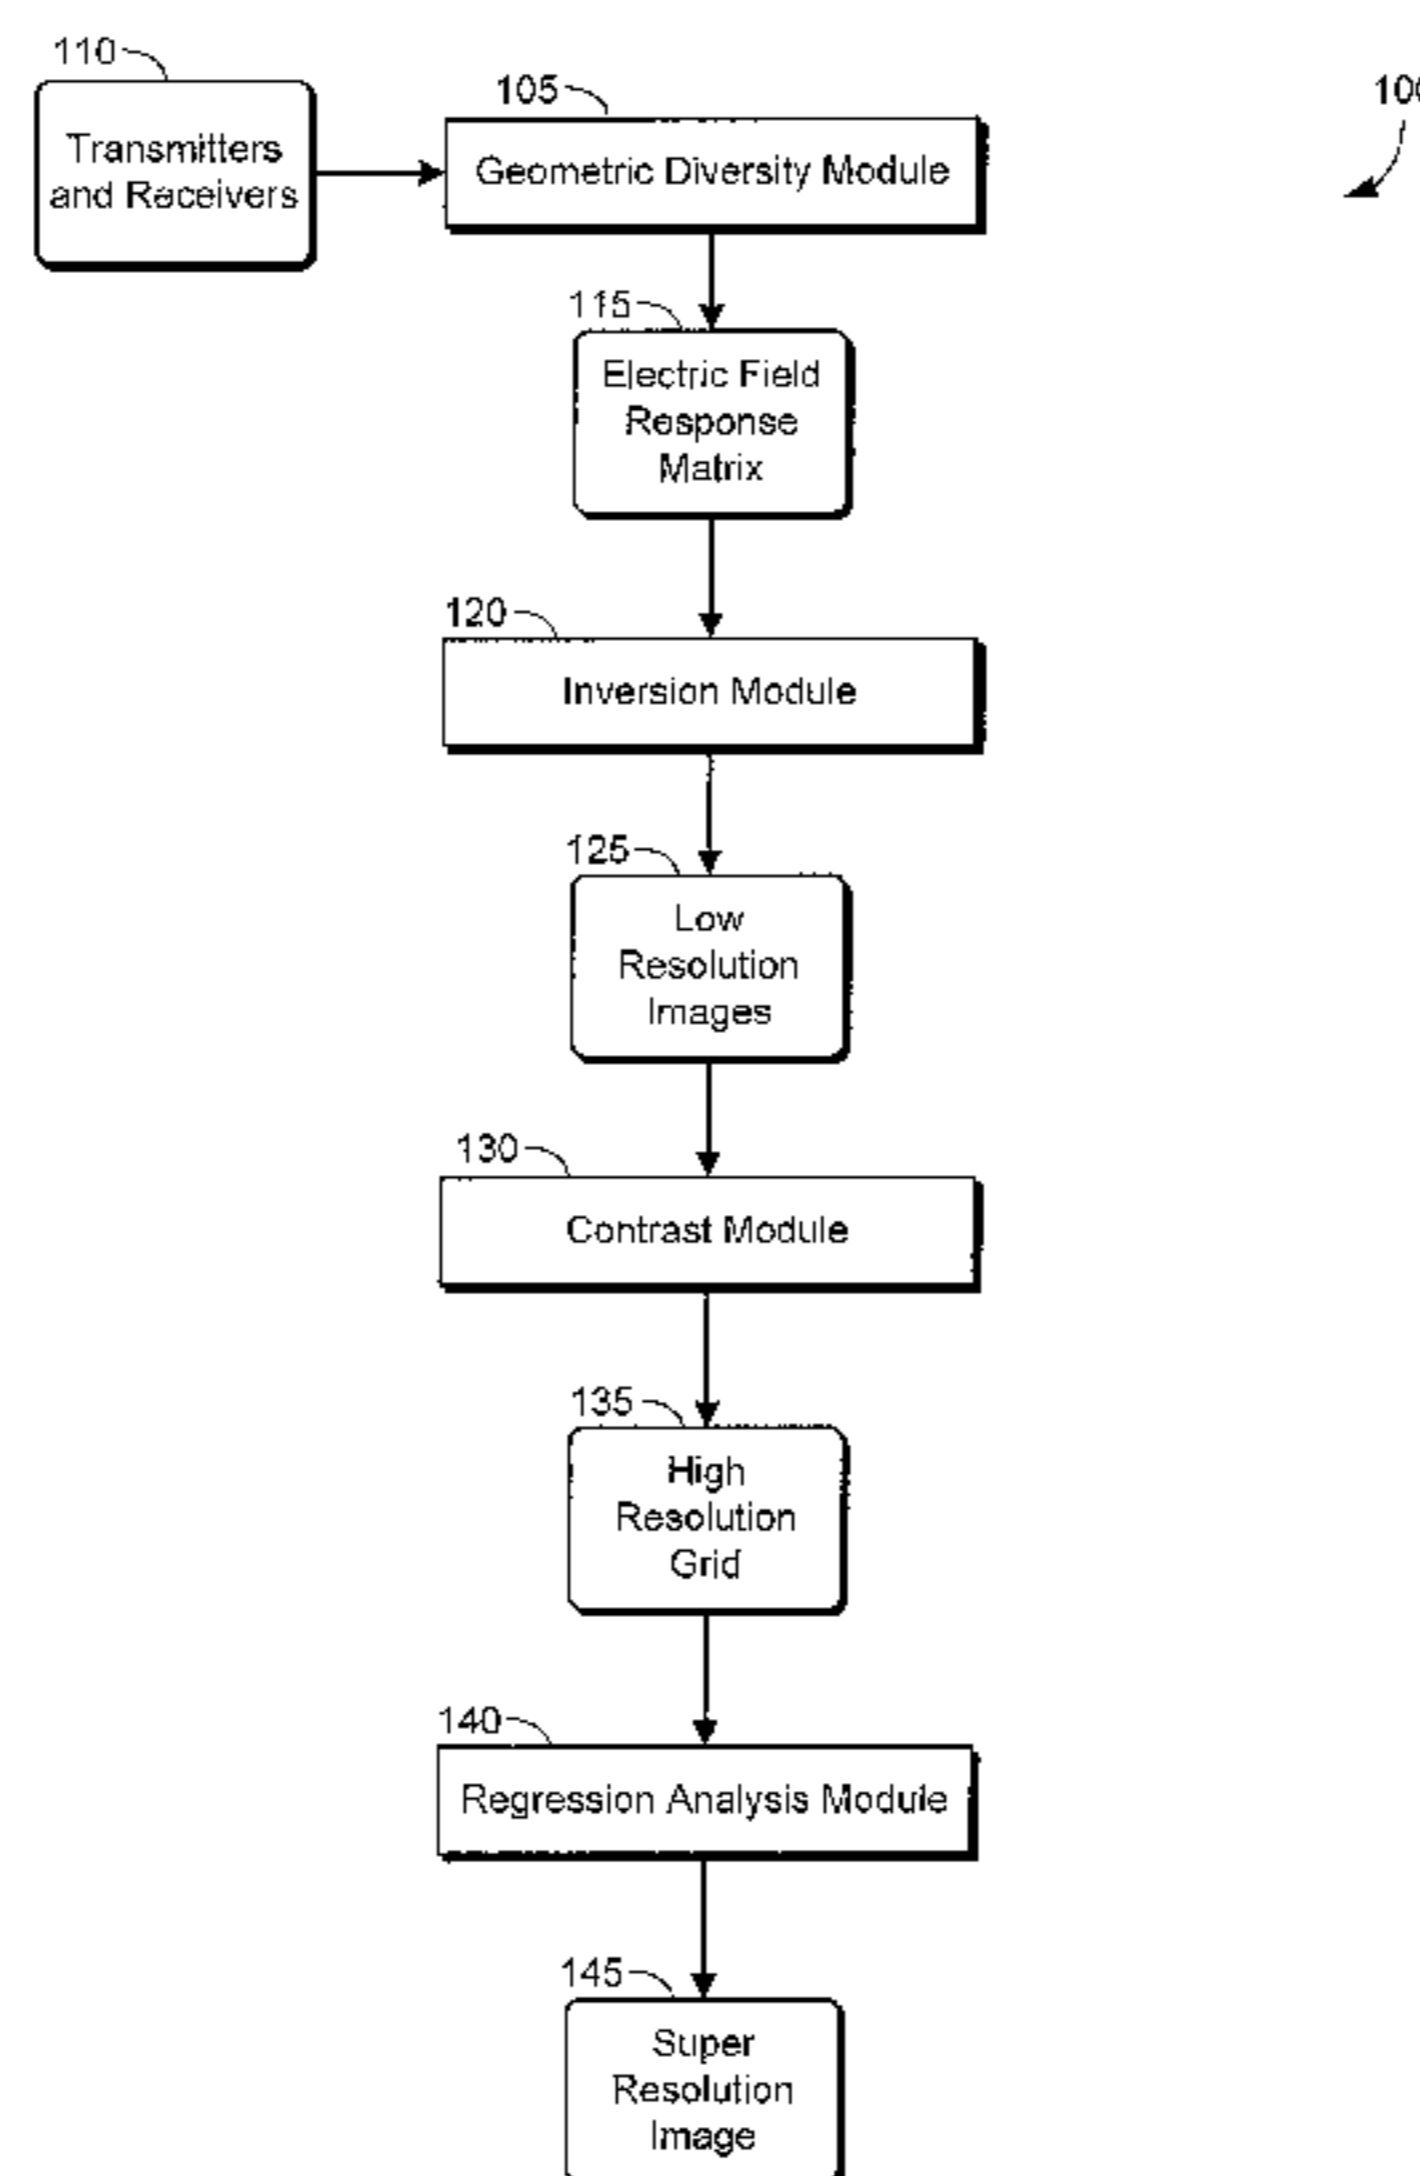 110
Transmitters
and Receivers
105
Geometric Diversity Module
100
115
Electric Field
Response
Matrix
120
Inversion Module
125
Low
Resolution
Images
130
Contrast Module
135
High
Resolution
Grid
140
Regression Analysis Module
145
Super
Resolution
Image